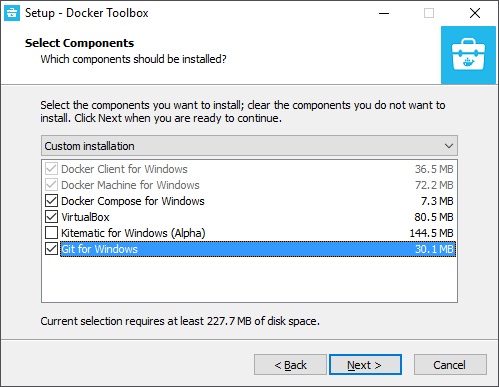 Setup - Docker Toolbox
Select Components
Which components should be installed?
Select the components you want to install; clear the components you do not want to
install. Click Next when you are ready to continue.
Custom installation
Docker Client for Windows 36.5 MB
Docker Machine for Windows 72.2 MB
Docker Compose for Windows 7.3 MB
VirtualBox 80.5 MB
Kitematic for Windows (Alpha) 144.5 MB
Git for Windows 30.1 MB
Current selection requires at least 227.7 MB of disk space.
< Back Next > Cancel